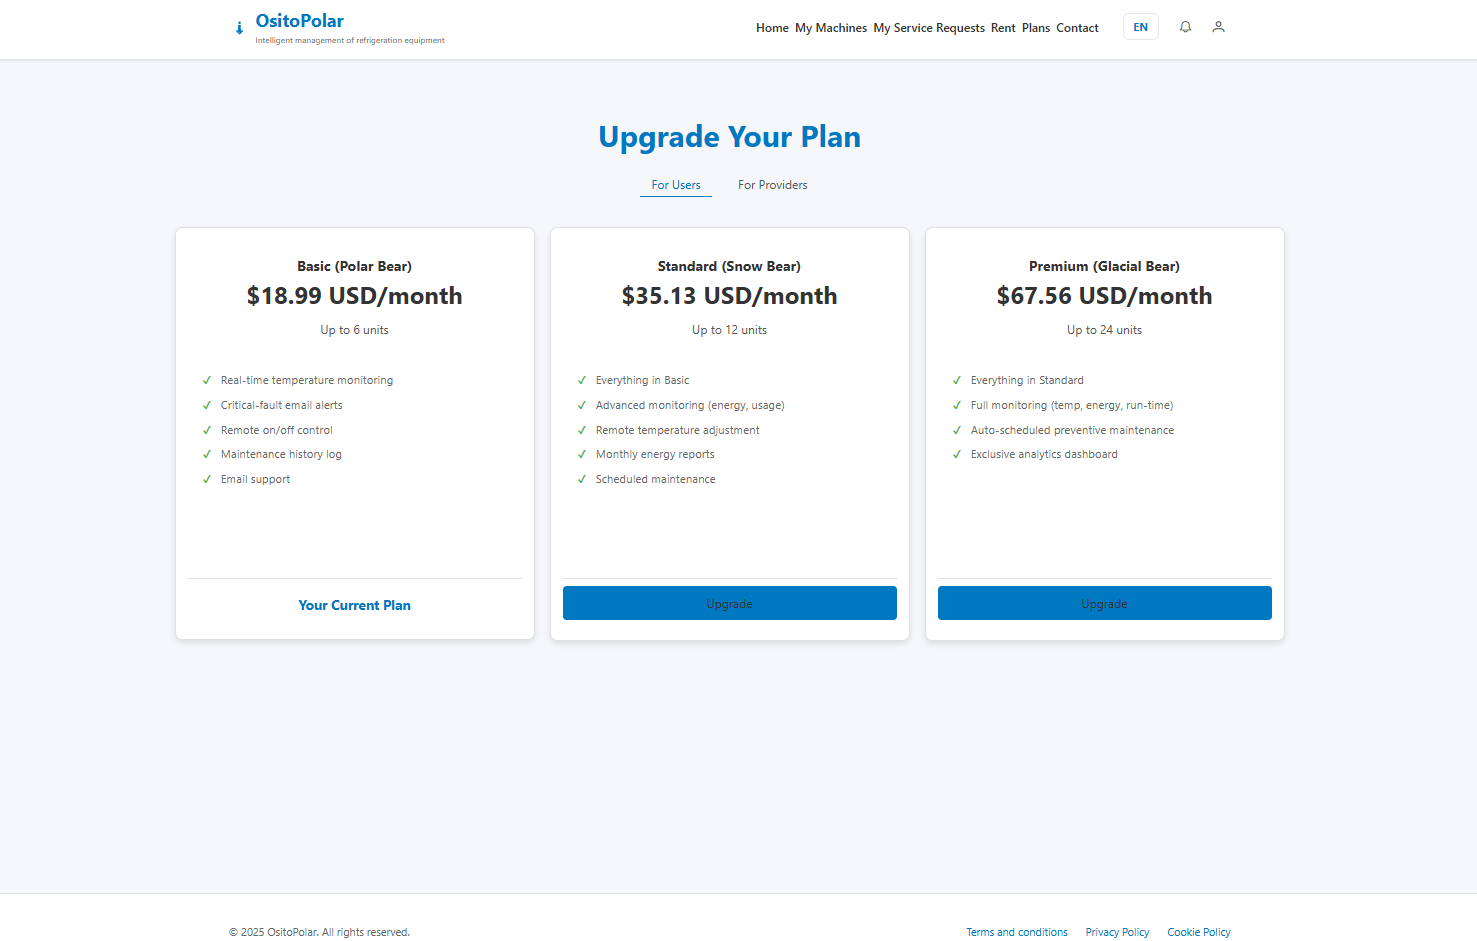 OsitoPolar
Intelligent management of refrigeration equipment
Home My Machines My Service Requests Rent Plans Contact EN
Upgrade Your Plan
For Users For Providers
Basic (Polar Bear)
$18.99 USD/month
Up to 6 units
✓ Real-time temperature monitoring
✓ Critical-fault email alerts
✓ Remote on/off control
✓ Maintenance history log
✓ Email support
Your Current Plan
Standard (Snow Bear)
$35.13 USD/month
Up to 12 units
✓ Everything in Basic
✓ Advanced monitoring (energy, usage)
✓ Remote temperature adjustment
✓ Monthly energy reports
✓ Scheduled maintenance
Upgrade
Premium (Glacial Bear)
$67.56 USD/month
Up to 24 units
✓ Everything in Standard
✓ Full monitoring (temp, energy, run-time)
✓ Auto-scheduled preventive maintenance
✓ Exclusive analytics dashboard
Upgrade
© 2025 OsitoPolar. All rights reserved.
Terms and conditions Privacy Policy Cookie Policy